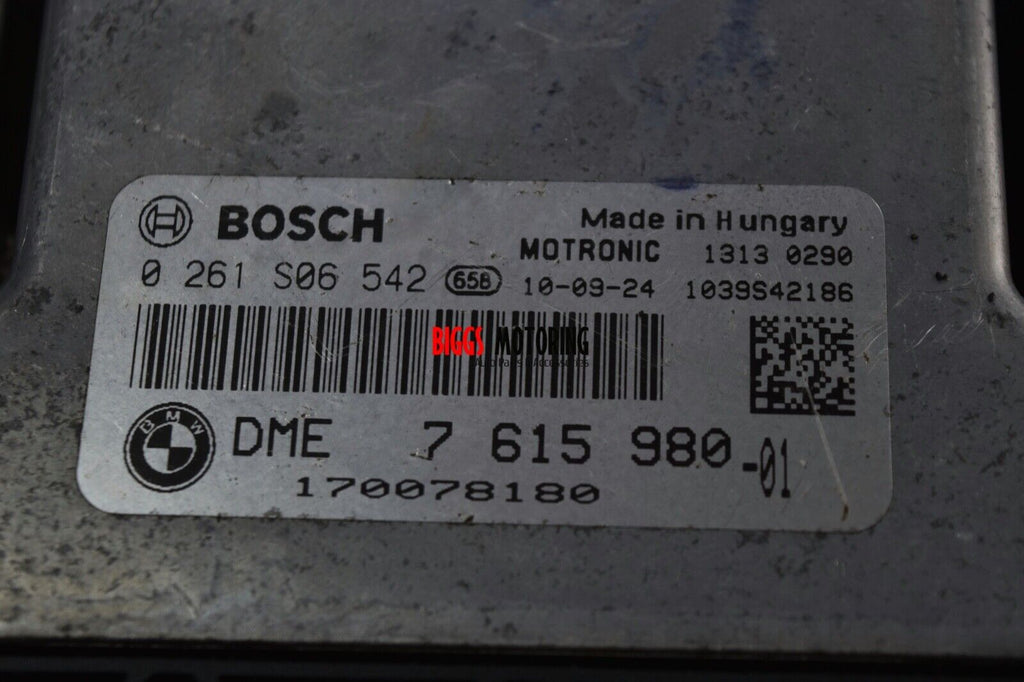 BOSCH Made in Hungary
MOTRONIC 1313 0290
0 261 S06 542 658 10-09-24 1039S42186
BIGGS MOTORING
BMW DME 7 615 980-01
170078180